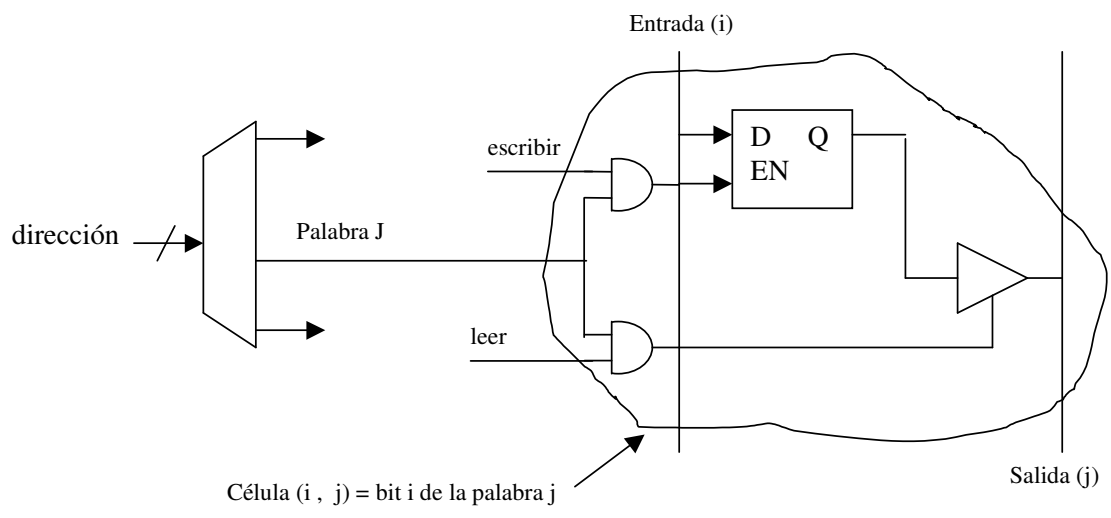 Entrada (i)
escribir
D Q
EN
dirección
Palabra J
leer
Salida (j)
Célula (i , j) = bit i de la palabra j